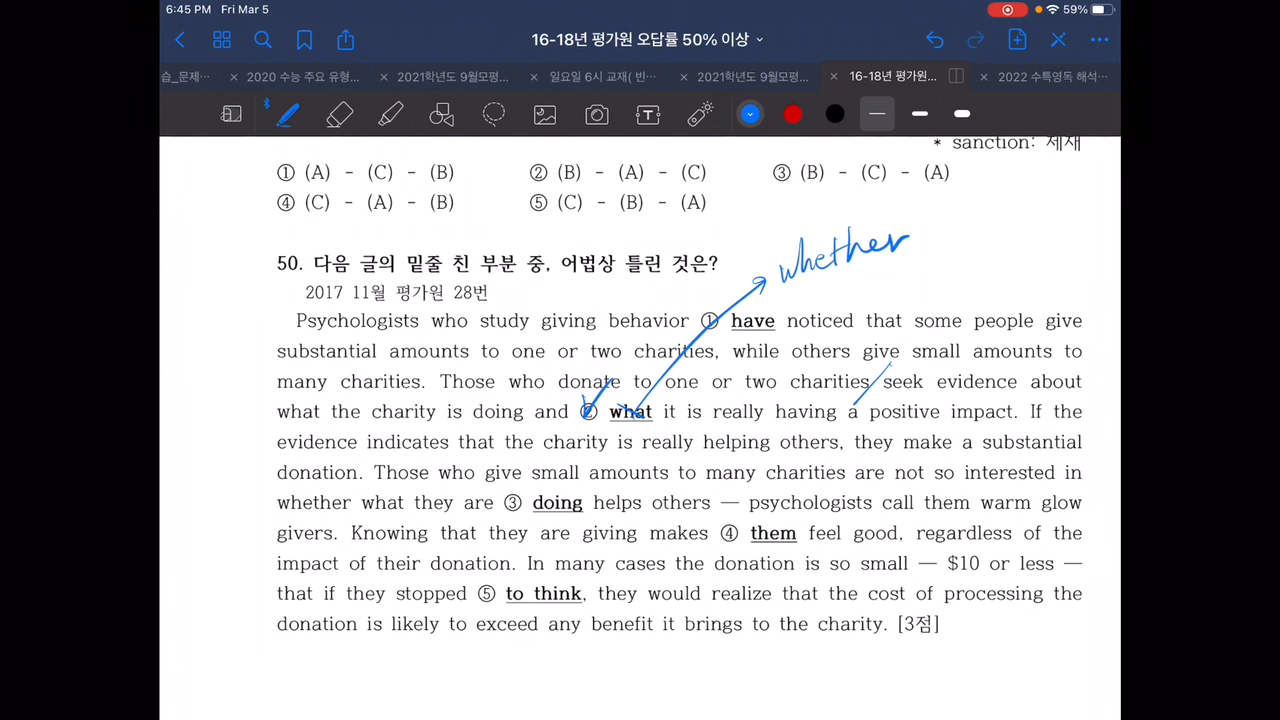 6:45 PM Fri Mar 5
59%
16-18년 평가원 오답률 50% 이상
습_문제…
2020 수능 주요 유형…
2021학년도 9월모평…
일요일 6시 교재( 빈…
2021학년도 9월모평…
16-18년 평가원…
2022 수특영독 해석…
* sanction: 제재
① (A) - (C) - (B) ② (B) - (A) - (C) ③ (B) - (C) - (A)
④ (C) - (A) - (B) ⑤ (C) - (B) - (A)
whether
50. 다음 글의 밑줄 친 부분 중, 어법상 틀린 것은?
2017 11월 평가원 28번
Psychologists who study giving behavior ① have noticed that some people give
substantial amounts to one or two charities, while others give small amounts to
many charities. Those who donate to one or two charities seek evidence about
what the charity is doing and ② what it is really having a positive impact. If the
evidence indicates that the charity is really helping others, they make a substantial
donation. Those who give small amounts to many charities are not so interested in
whether what they are ③ doing helps others — psychologists call them warm glow
givers. Knowing that they are giving makes ④ them feel good, regardless of the
impact of their donation. In many cases the donation is so small — $10 or less —
that if they stopped ⑤ to think, they would realize that the cost of processing the
donation is likely to exceed any benefit it brings to the charity. [3점]